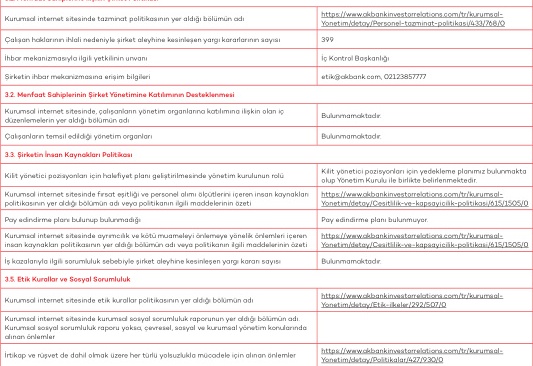 Kurumsal internet sitesinde tazminat politikasının yer aldığı bölümün adı
https://www.akbankinvestorrelations.com/tr/kurumsal-
Yonetim/detay/Personel-tazminat-politikasi/433/768/0
Çalışan haklarının ihlali nedeniyle şirket aleyhine kesinleşen yargı kararlarının sayısı
399
İhbar mekanizmasıyla ilgili yetkilinin unvanı
İç Kontrol Başkanlığı
Şirketin ihbar mekanizmasına erişim bilgileri
etik@akbank.com, 02123857777
3.2. Menfaat Sahiplerinin Şirket Yönetimine Katılımının Desteklenmesi
Kurumsal internet sitesinde, çalışanların yönetim organlarına katılımına ilişkin olan iç
düzenlemelerin yer aldığı bölümün adı
Bulunmamaktadır.
Çalışanların temsil edildiği yönetim organları
Bulunmamaktadır.
3.3. Şirketin İnsan Kaynakları Politikası
Kilit yönetici pozisyonları için halefiyet planı geliştirilmesinde yönetim kurulunun rolü
Kilit yönetici pozisyonları için yedekleme planımız bulunmakta
olup Yönetim Kurulu ile birlikte belirlenmektedir.
Kurumsal internet sitesinde fırsat eşitliği ve personel alımı ölçütlerini içeren insan kaynakları
politikasının yer aldığı bölümün adı veya politikanın ilgili maddelerinin özeti
https://www.akbankinvestorrelations.com/tr/kurumsal-
Yonetim/detay/Cesitlilik-ve-kapsayicilik-politikasi/615/1505/0
Pay edindirme planı bulunup bulunmadığı
Pay edindirme planı bulunmuyor.
Kurumsal internet sitesinde ayrımcılık ve kötü muameleyi önlemeye yönelik önlemleri içeren
insan kaynakları politikasının yer aldığı bölümün adı veya politikanın ilgili maddelerinin özeti
https://www.akbankinvestorrelations.com/tr/kurumsal-
Yonetim/detay/Cesitlilik-ve-kapsayicilik-politikasi/615/1505/0
İş kazalarıyla ilgili sorumluluk sebebiyle şirket aleyhine kesinleşen yargı kararı sayısı
Bulunmamaktadır.
3.5. Etik Kurallar ve Sosyal Sorumluluk
Kurumsal internet sitesinde etik kurallar politikasının yer aldığı bölümün adı
https://www.akbankinvestorrelations.com/tr/kurumsal-
Yonetim/detay/Etik-ilkeler/292/507/0
Kurumsal internet sitesinde kurumsal sosyal sorumluluk raporunun yer aldığı bölümün adı.
Kurumsal sosyal sorumluluk raporu yoksa, çevresel, sosyal ve kurumsal yönetim konularında
alınan önlemler
İrtikap ve rüşvet de dahil olmak üzere her türlü yolsuzlukla mücadele için alınan önlemler
https://www.akbankinvestorrelations.com/tr/kurumsal-
Yonetim/detay/Politikalar/427/930/0